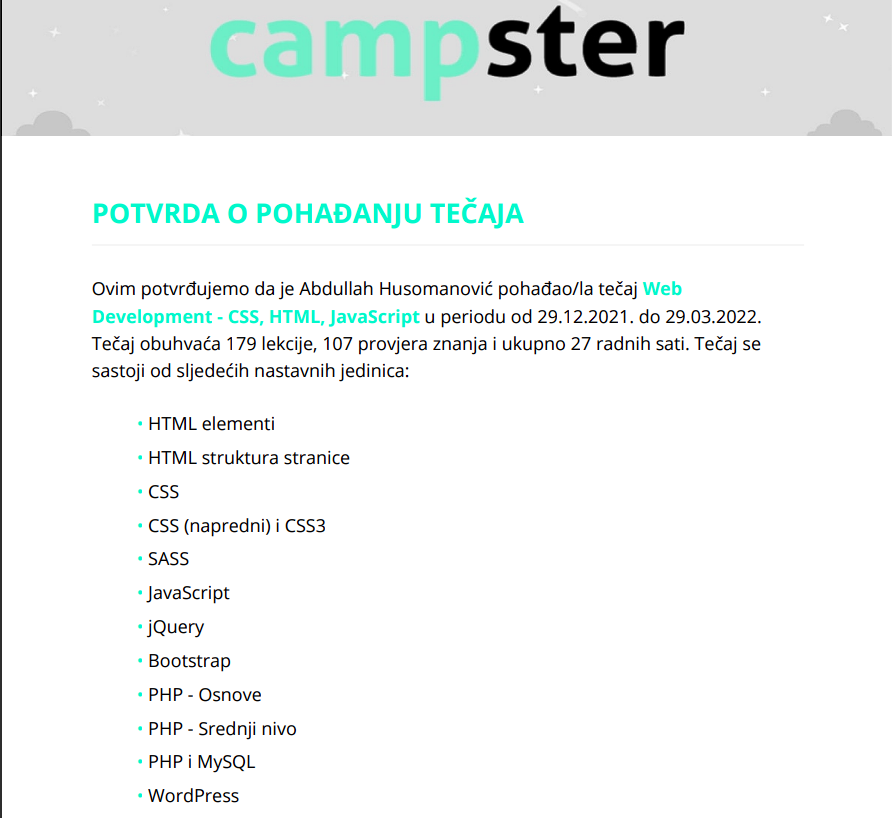 campster
POTVRDA O POHAĐANJU TEČAJA
Ovim potvrđujemo da je Abdullah Husomanović pohađao/la tečaj Web
Development - CSS, HTML, JavaScript u periodu od 29.12.2021. do 29.03.2022.
Tečaj obuhvaća 179 lekcije, 107 provjera znanja i ukupno 27 radnih sati. Tečaj se
sastoji od sljedećih nastavnih jedinica:
• HTML elementi
• HTML struktura stranice
• CSS
• CSS (napredni) i CSS3
• SASS
• JavaScript
• jQuery
• Bootstrap
• PHP - Osnove
• PHP - Srednji nivo
• PHP i MySQL
• WordPress